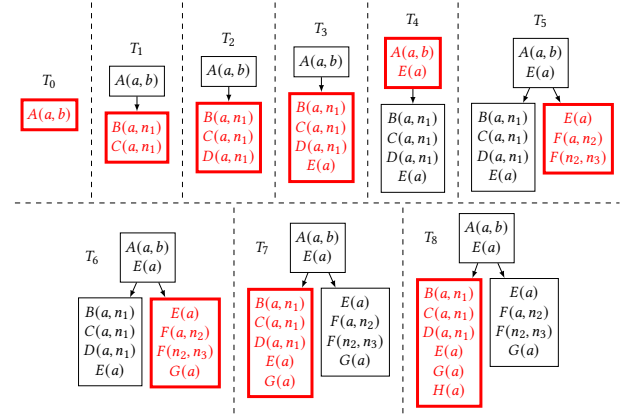 T₀
A(a, b)
T₁
A(a, b)
B(a, n₁)
C(a, n₁)
T₂
A(a, b)
B(a, n₁)
C(a, n₁)
D(a, n₁)
T₃
A(a, b)
B(a, n₁)
C(a, n₁)
D(a, n₁)
E(a)
T₄
A(a, b)
E(a)
B(a, n₁)
C(a, n₁)
D(a, n₁)
E(a)
T₅
A(a, b)
E(a)
B(a, n₁)
C(a, n₁)
D(a, n₁)
E(a)
E(a)
F(a, n₂)
F(n₂, n₃)
T₆
A(a, b)
E(a)
B(a, n₁)
C(a, n₁)
D(a, n₁)
E(a)
E(a)
F(a, n₂)
F(n₂, n₃)
G(a)
T₇
A(a, b)
E(a)
B(a, n₁)
C(a, n₁)
D(a, n₁)
E(a)
G(a)
E(a)
F(a, n₂)
F(n₂, n₃)
G(a)
T₈
A(a, b)
E(a)
B(a, n₁)
C(a, n₁)
D(a, n₁)
E(a)
G(a)
H(a)
E(a)
F(a, n₂)
F(n₂, n₃)
G(a)